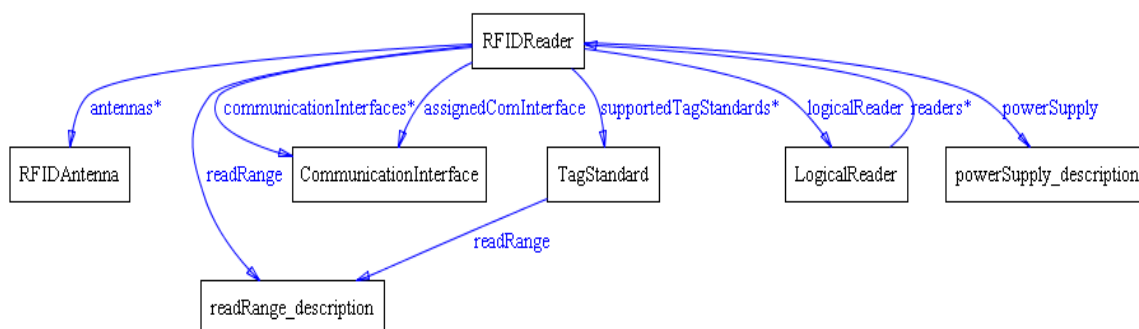 RFIDReader
antennas*
communicationInterfaces*
assignedComInterface
supportedTagStandards*
logicalReader
readers*
powerSupply
RFIDAntenna
readRange
CommunicationInterface
TagStandard
LogicalReader
powerSupply_description
readRange
readRange_description